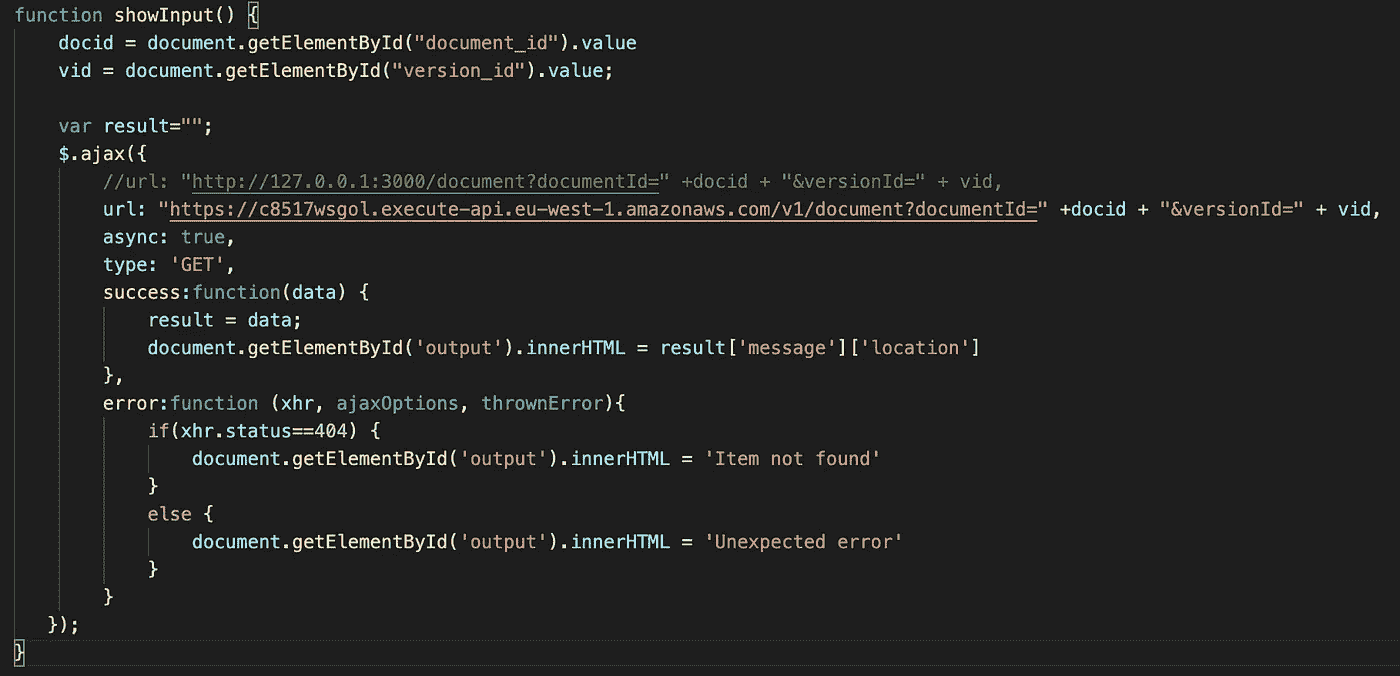 function showInput() {
    docid = document.getElementById("document_id").value
    vid = document.getElementById("version_id").value;

    var result="";
    $.ajax({
        //url: "http://127.0.0.1:3000/document?documentId=" +docid + "&versionId=" + vid,
        url: "https://c8517wsgol.execute-api.eu-west-1.amazonaws.com/v1/document?documentId=" +docid + "&versionId=" + vid,
        async: true,
        type: 'GET',
        success:function(data) {
            result = data;
            document.getElementById('output').innerHTML = result['message']['location']
        },
        error:function (xhr, ajaxOptions, thrownError){
            if(xhr.status==404) {
                document.getElementById('output').innerHTML = 'Item not found'
            }
            else {
                document.getElementById('output').innerHTML = 'Unexpected error'
            }
        }
   });
}